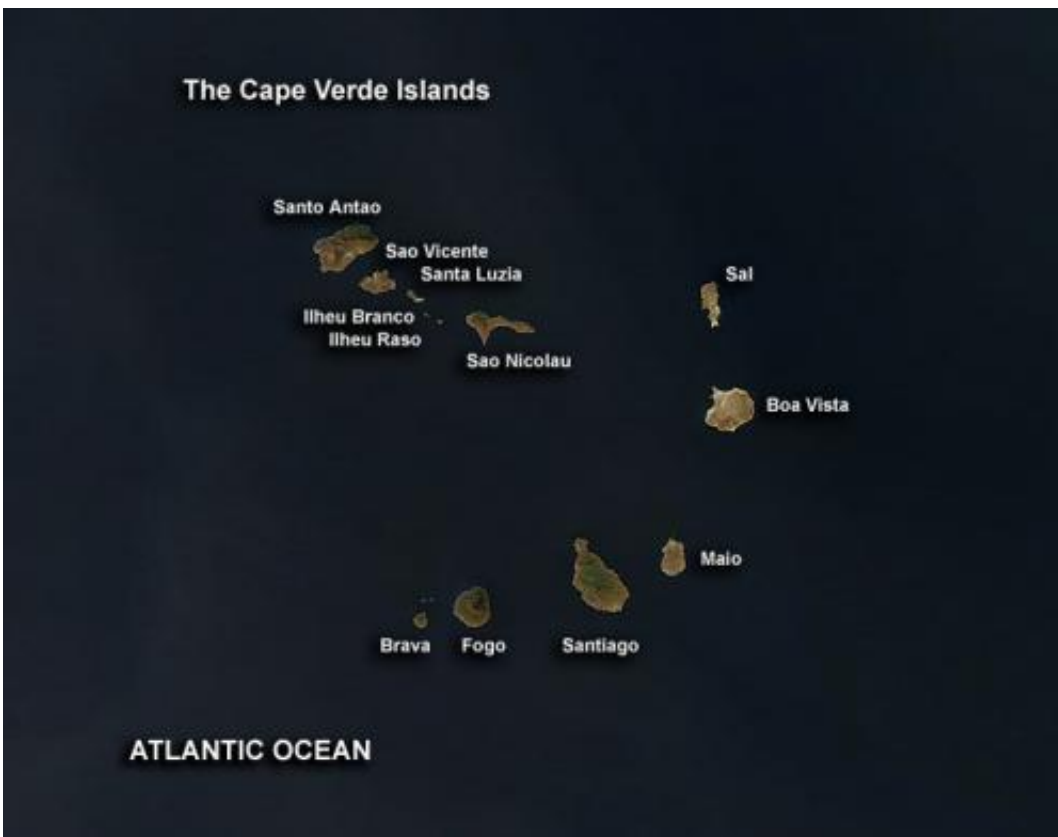 The Cape Verde Islands
Santo Antao
Sao Vicente
Santa Luzia
Sal
Ilheu Branco
Ilheu Raso
Sao Nicolau
Boa Vista
Maio
Brava
Fogo
Santiago
ATLANTIC OCEAN